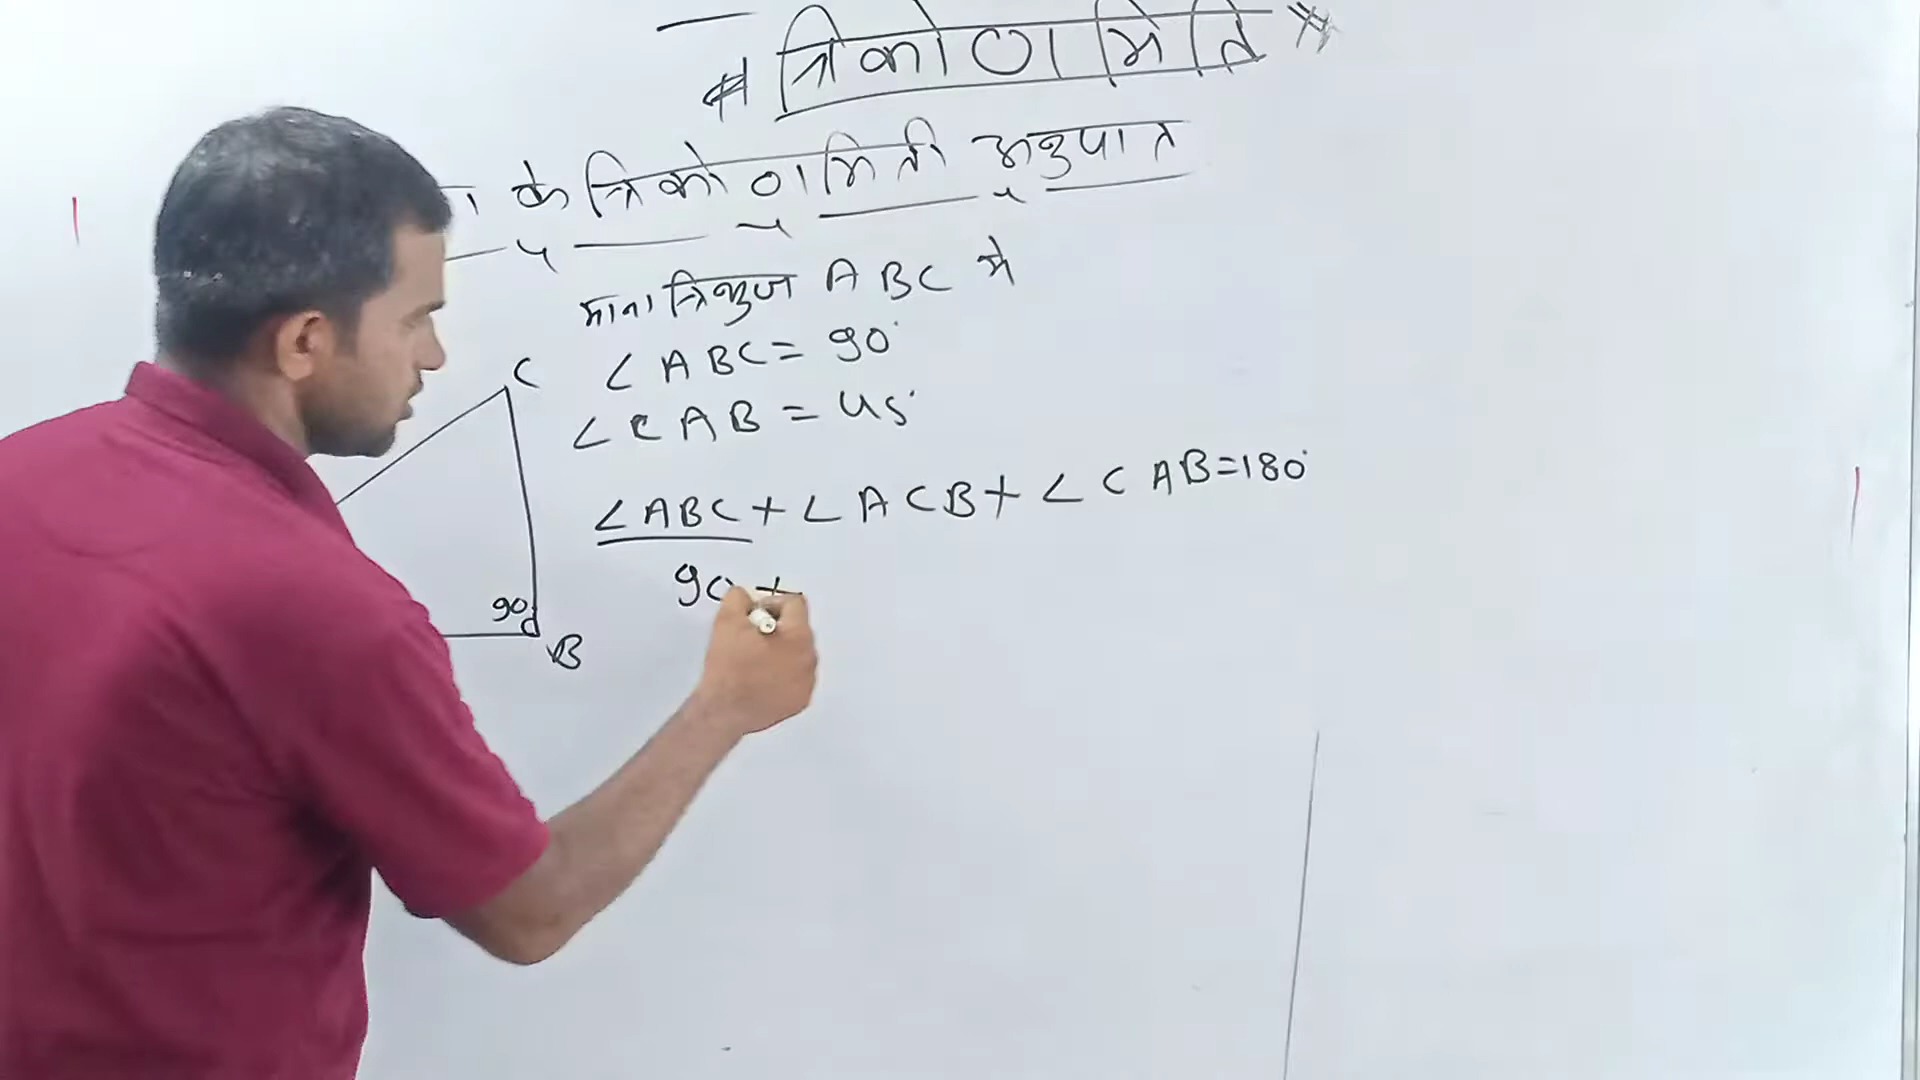 # त्रिकोणमिति #
के त्रिकोणमिती अनुपात
माना त्रिभुज ABC मे
∠ABC = 90°
∠CAB = 45°
∠ABC + ∠ACB + ∠CAB = 180°
90 +
C
90
B